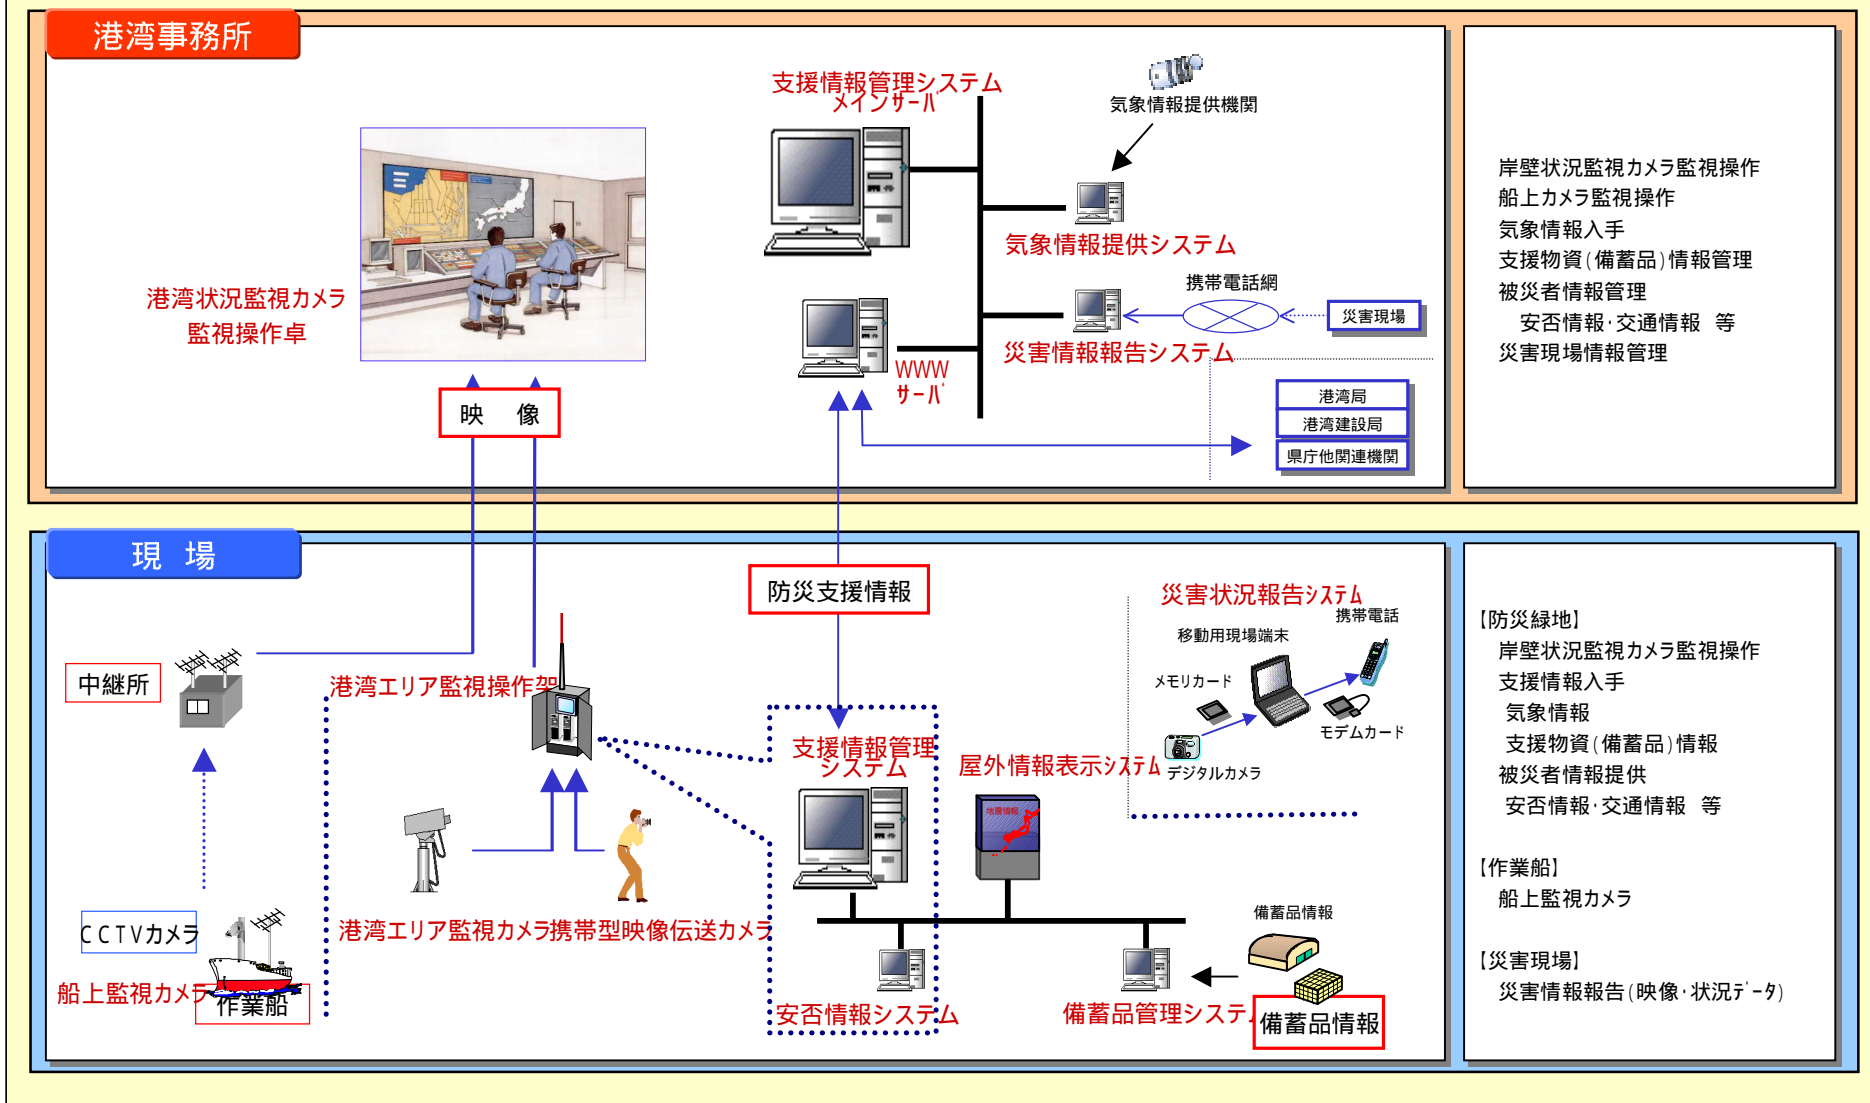 港湾事務所
支援情報管理システム
メインサーバ
気象情報提供機関
気象情報提供システム
港湾状況監視カメラ
監視操作卓
携帯電話網
災害現場
災害情報報告システム
WWW
サーバ
映 像
港湾局
港湾建設局
県庁他関連機関
岸壁状況監視カメラ監視操作
船上カメラ監視操作
気象情報入手
支援物資(備蓄品)情報管理
被災者情報管理
安否情報・交通情報 等
災害現場情報管理
現 場
防災支援情報
災害状況報告システム
携帯電話
移動用現場端末
メモリカード
モデムカード
デジタルカメラ
中継所
港湾エリア監視操作架
支援情報管理
システム
屋外情報表示システム
地震情報
港湾エリア監視カメラ
携帯型映像伝送カメラ
CCTVカメラ
船上監視カメラ
作業船
安否情報システム
備蓄品情報
備蓄品管理システム
備蓄品情報
【防災緑地】
岸壁状況監視カメラ監視操作
支援情報入手
気象情報
支援物資(備蓄品)情報
被災者情報提供
安否情報・交通情報 等
【作業船】
船上監視カメラ
【災害現場】
災害情報報告(映像・状況データ)